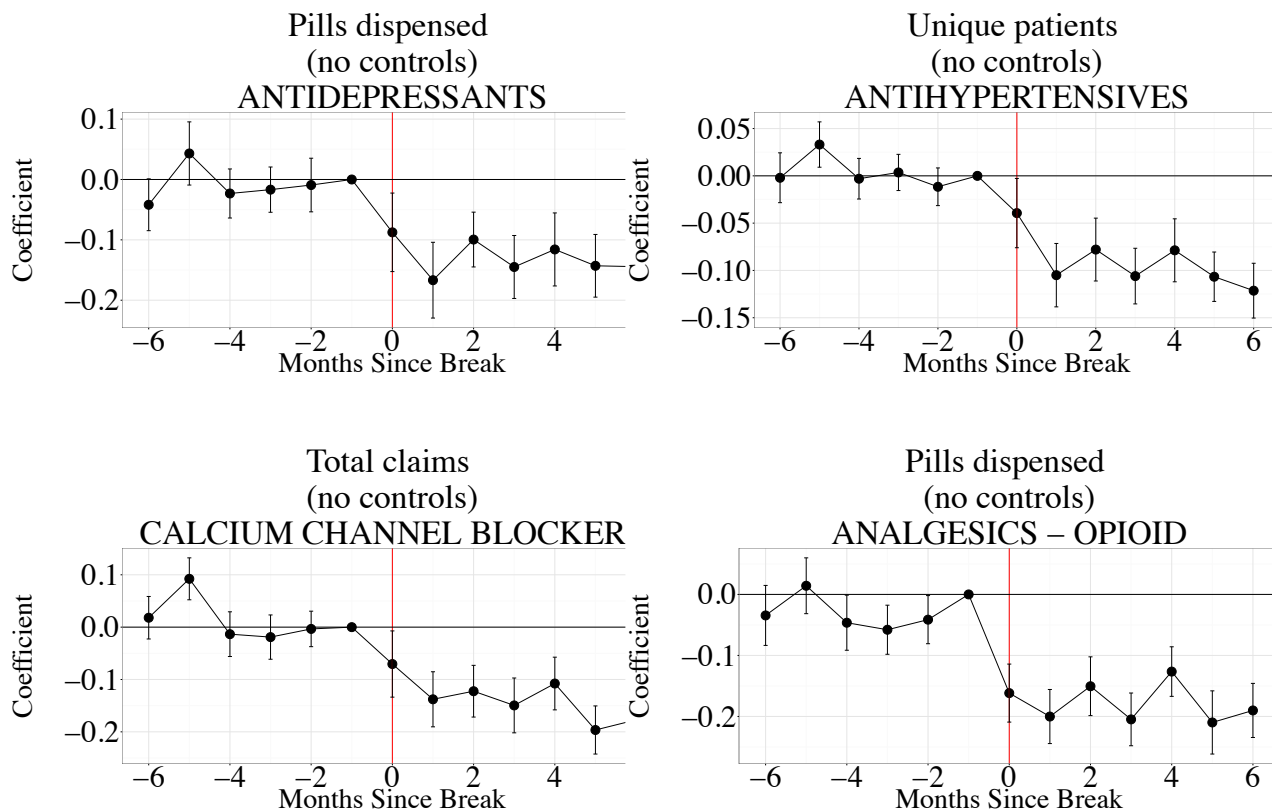 Pills dispensed
(no controls)
ANTIDEPRESSANTS
0.1
0.0
−0.1
−0.2
Coefficient
−6 −4 −2 0 2 4
Months Since Break
Unique patients
(no controls)
ANTIHYPERTENSIVES
0.05
0.00
−0.05
−0.10
−0.15
Coefficient
−6 −4 −2 0 2 4 6
Months Since Break
Total claims
(no controls)
CALCIUM CHANNEL BLOCKER
0.1
0.0
−0.1
−0.2
Coefficient
−6 −4 −2 0 2 4
Months Since Break
Pills dispensed
(no controls)
ANALGESICS − OPIOID
0.0
−0.1
−0.2
Coefficient
−6 −4 −2 0 2 4 6
Months Since Break